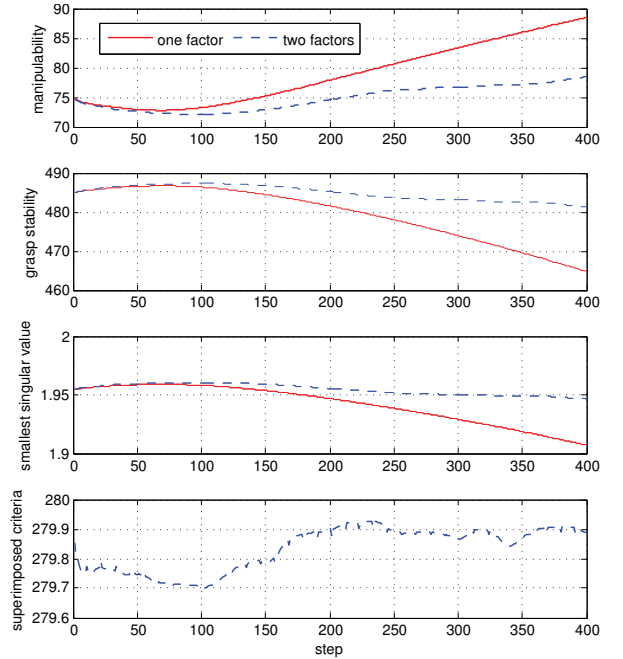 90
85
80
75
70
manipulability
one factor
two factors
0 50 100 150 200 250 300 350 400
490
480
470
460
grasp stability
0 50 100 150 200 250 300 350 400
2
1.95
1.9
smallest singular value
0 50 100 150 200 250 300 350 400
280
279.9
279.8
279.7
279.6
superimposed criteria
0 50 100 150 200 250 300 350 400
step